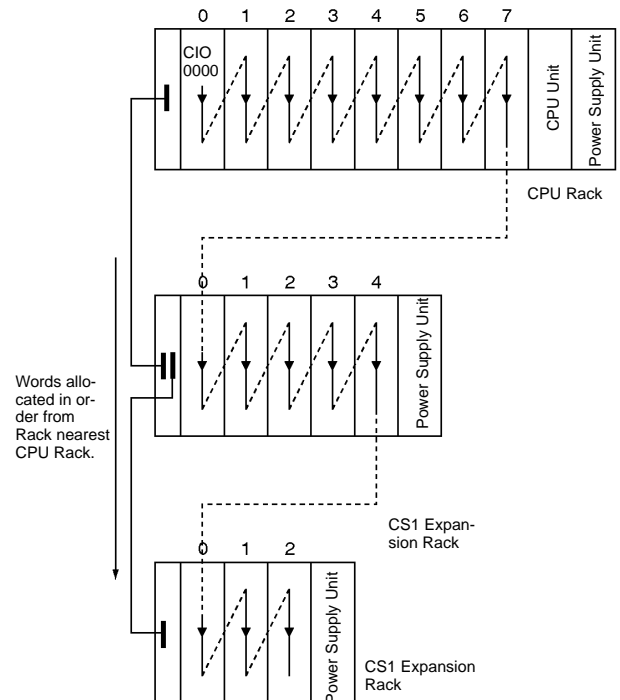 0 1 2 3 4 5 6 7
CIO
0000
CPU Unit
Power Supply Unit
CPU Rack
0 1 2 3 4
Power Supply Unit
Words allo-
cated in or-
der from
Rack nearest
CPU Rack.
CS1 Expan-
sion Rack
0 1 2
Power Supply Unit
CS1 Expansion
Rack